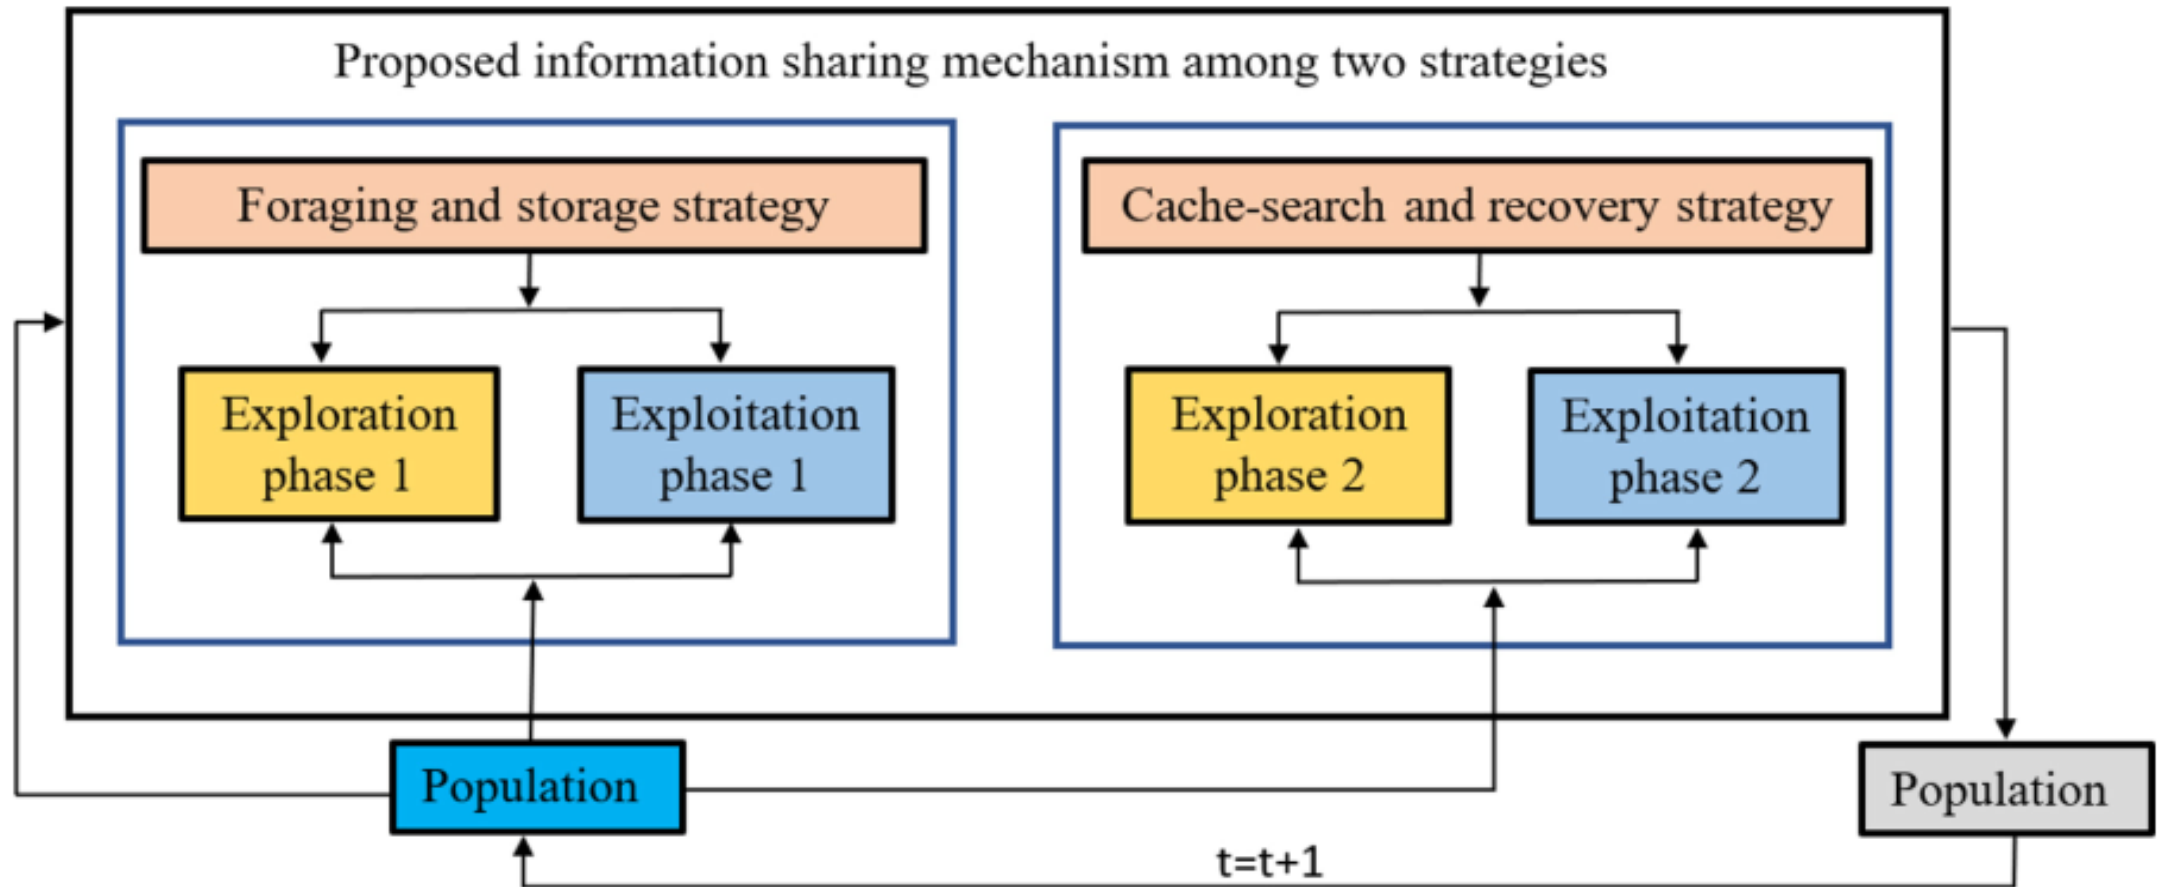 Proposed information sharing mechanism among two strategies
Foraging and storage strategy
Exploration
phase 1
Exploitation
phase 1
Cache-search and recovery strategy
Exploration
phase 2
Exploitation
phase 2
Population
Population
t=t+1